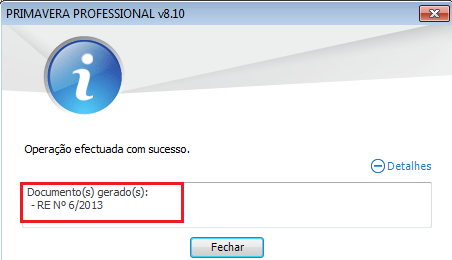 PRIMAVERA PROFESSIONAL v8.10
Operação efectuada com sucesso.
Detalhes
Documento(s) gerado(s):
- RE Nº 6/2013
Fechar